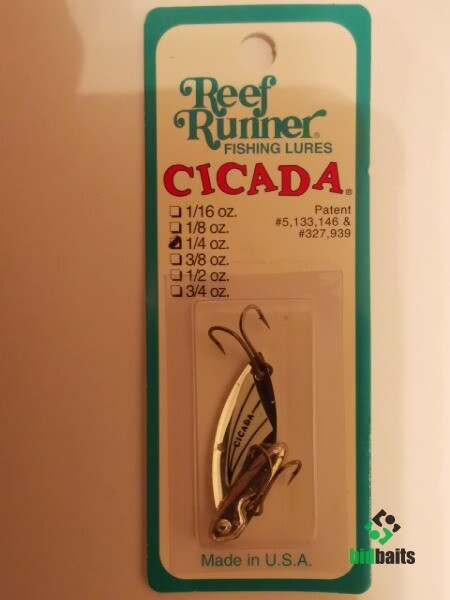 Reef
Runner®
FISHING LURES
CICADA®
1/16 oz.
1/8 oz.
1/4 oz.
3/8 oz.
1/2 oz.
3/4 oz.
Patent
#5,133,146 &
#327,939
CICADA
Made in U.S.A.
bidbaits